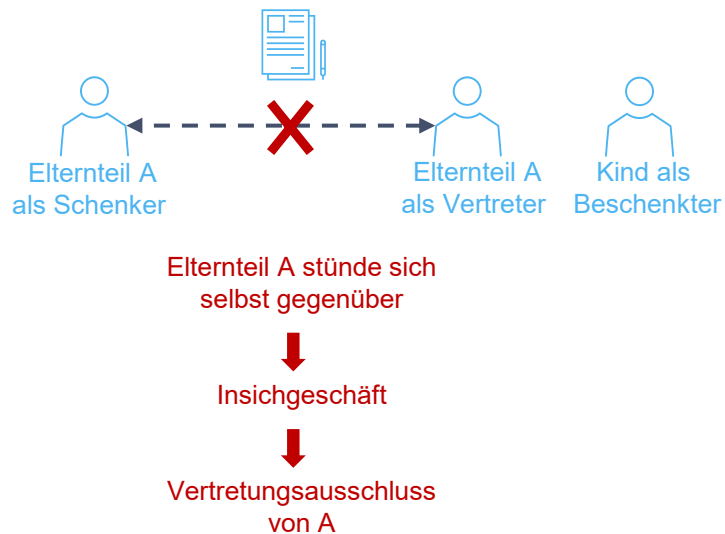 Elternteil A
als Schenker
Elternteil A
als Vertreter
Kind als
Beschenkter
Elternteil A stünde sich
selbst gegenüber
Insichgeschäft
Vertretungsausschluss
von A